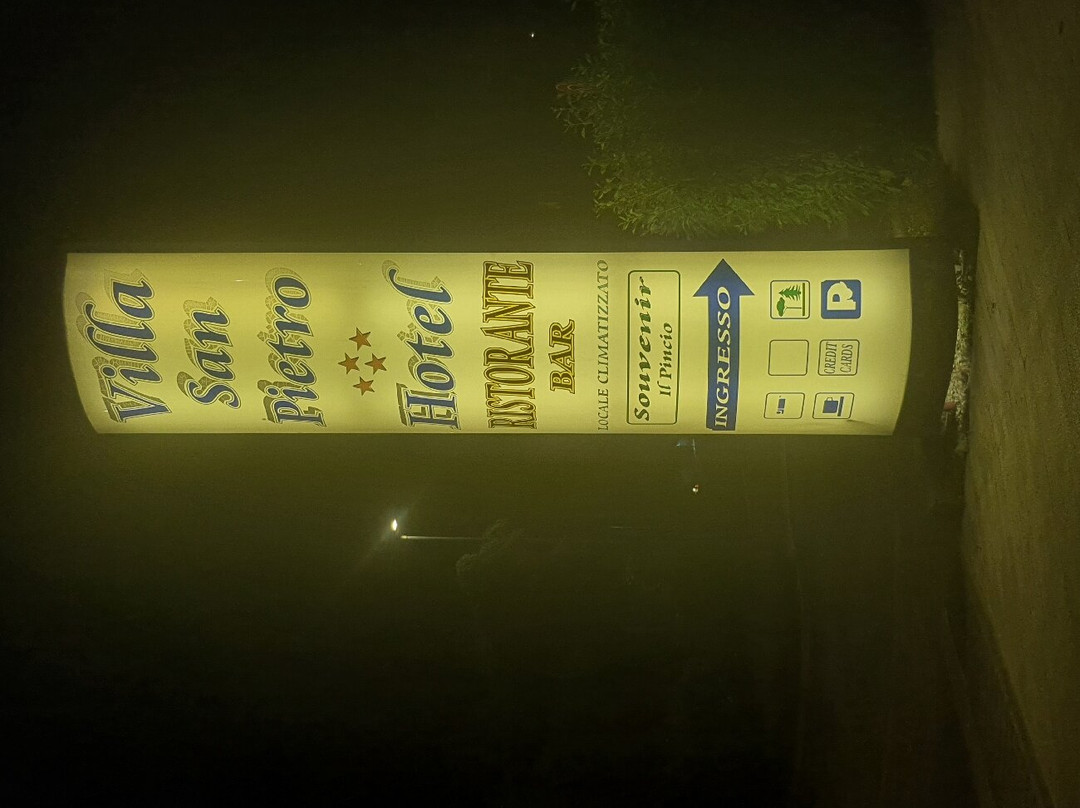 Villa
San
Pietro
Hotel
RISTORANTE
BAR
LOCALE CLIMATIZZATO
Souvenir
Il Pincio
INGRESSO
CREDIT
CARDS
P